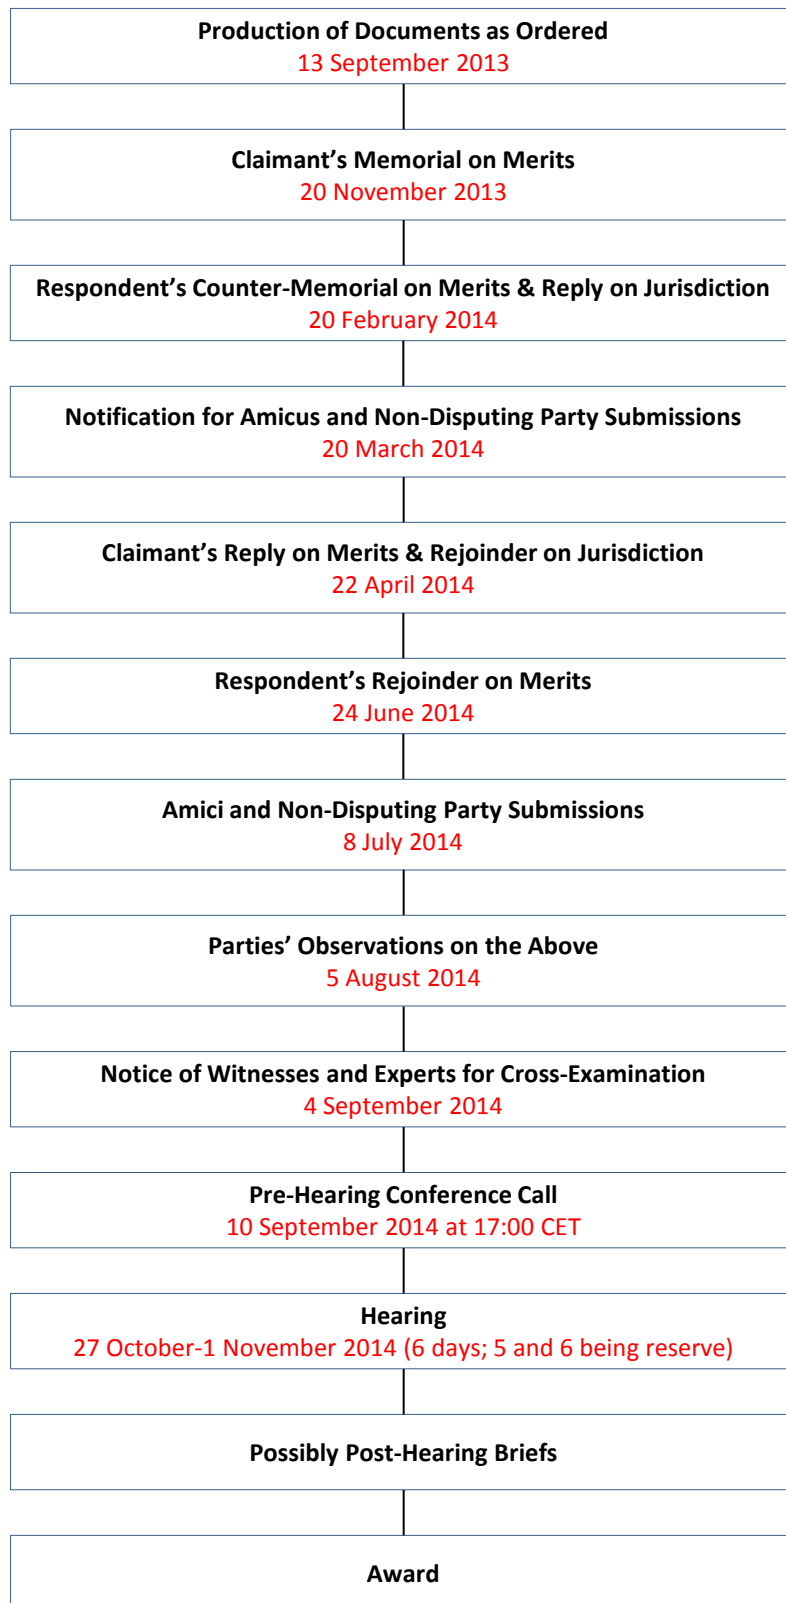 Production of Documents as Ordered
13 September 2013
Claimant’s Memorial on Merits
20 November 2013
Respondent’s Counter-Memorial on Merits & Reply on Jurisdiction
20 February 2014
Notification for Amicus and Non-Disputing Party Submissions
20 March 2014
Claimant’s Reply on Merits & Rejoinder on Jurisdiction
22 April 2014
Respondent’s Rejoinder on Merits
24 June 2014
Amici and Non-Disputing Party Submissions
8 July 2014
Parties’ Observations on the Above
5 August 2014
Notice of Witnesses and Experts for Cross-Examination
4 September 2014
Pre-Hearing Conference Call
10 September 2014 at 17:00 CET
Hearing
27 October-1 November 2014 (6 days; 5 and 6 being reserve)
Possibly Post-Hearing Briefs
Award